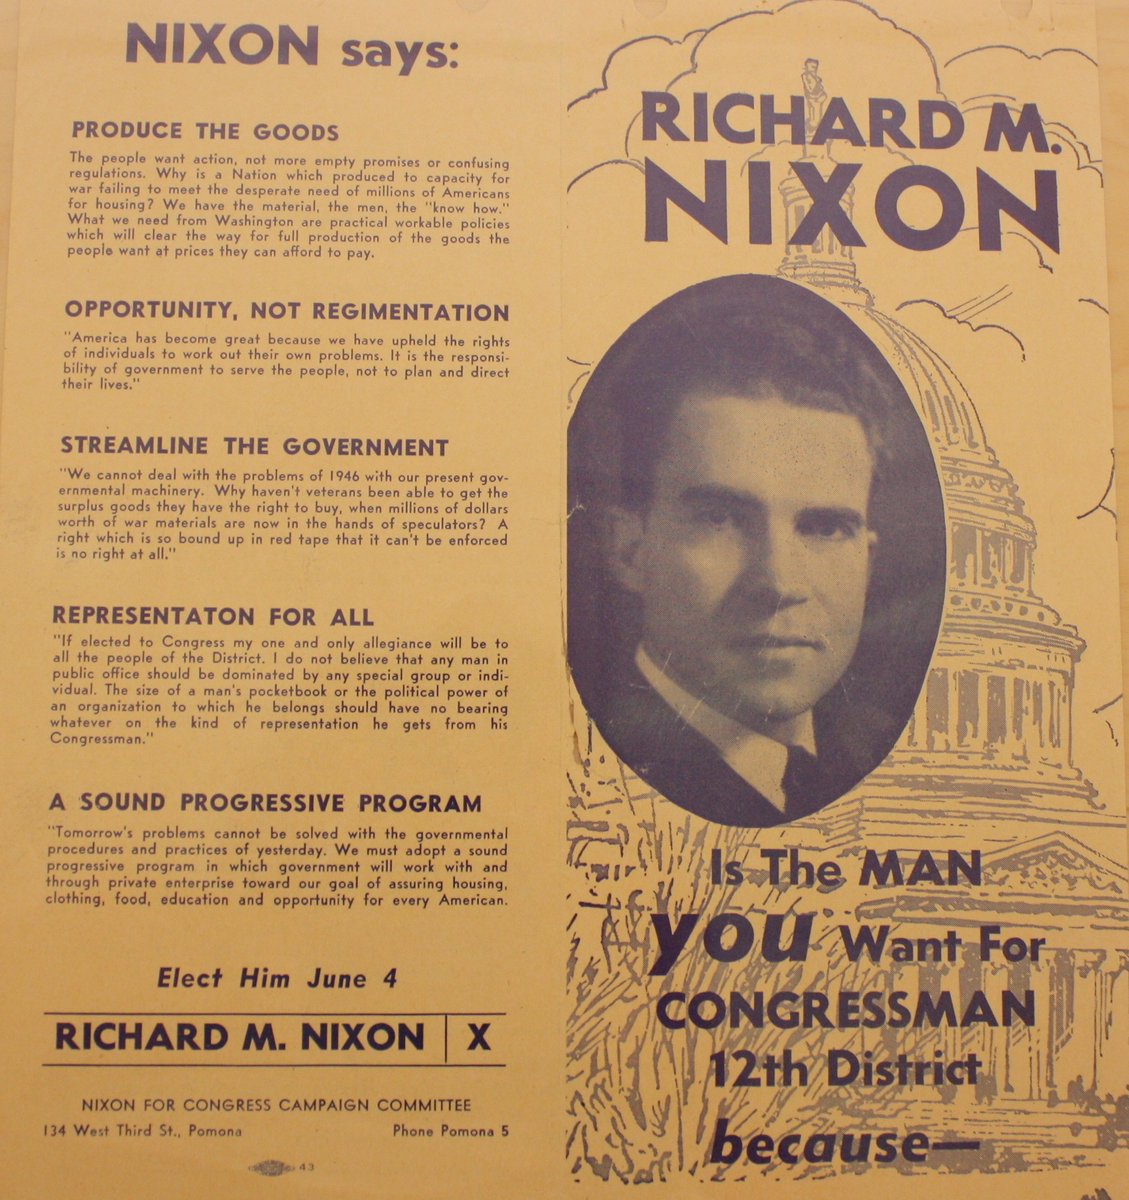 NIXON says:
PRODUCE THE GOODS
The people want action, not more empty promises or confusing
regulations. Why is a Nation which produced to capacity for
war failing to meet the desperate need of millions of Americans
for housing? We have the material, the men, the "know how."
What we need from Washington are practical workable policies
which will clear the way for full production of the goods the
people want at prices they can afford to pay.
OPPORTUNITY, NOT REGIMENTATION
"America has become great because we have upheld the rights
of individuals to work out their own problems. It is the responsi-
bility of government to serve the people, not to plan and direct
their lives."
STREAMLINE THE GOVERNMENT
"We cannot deal with the problems of 1946 with our present gov-
ernmental machinery. Why haven't veterans been able to get the
surplus goods they have the right to buy, when millions of dollars
worth of war materials are now in the hands of speculators? A
right which is so bound up in red tape that it can't be enforced
is no right at all."
REPRESENTATON FOR ALL
"If elected to Congress my one and only allegiance will be to
all the people of the District. I do not believe that any man in
public office should be dominated by any special group or indi-
vidual. The size of a man's pocketbook or the political power of
an organization to which he belongs should have no bearing
whatever on the kind of representation he gets from his
Congressman."
A SOUND PROGRESSIVE PROGRAM
"Tomorrow's problems cannot be solved with the governmental
procedures and practices of yesterday. We must adopt a sound
progressive program in which government will work with and
through private enterprise toward our goal of assuring housing,
clothing, food, education and opportunity for every American.
Elect Him June 4
RICHARD M. NIXON X
NIXON FOR CONGRESS CAMPAIGN COMMITTEE
134 West Third St., Pomona Phone Pomona 5
43
RICHARD M.
NIXON
Is The MAN
you Want For
CONGRESSMAN
12th District
because—